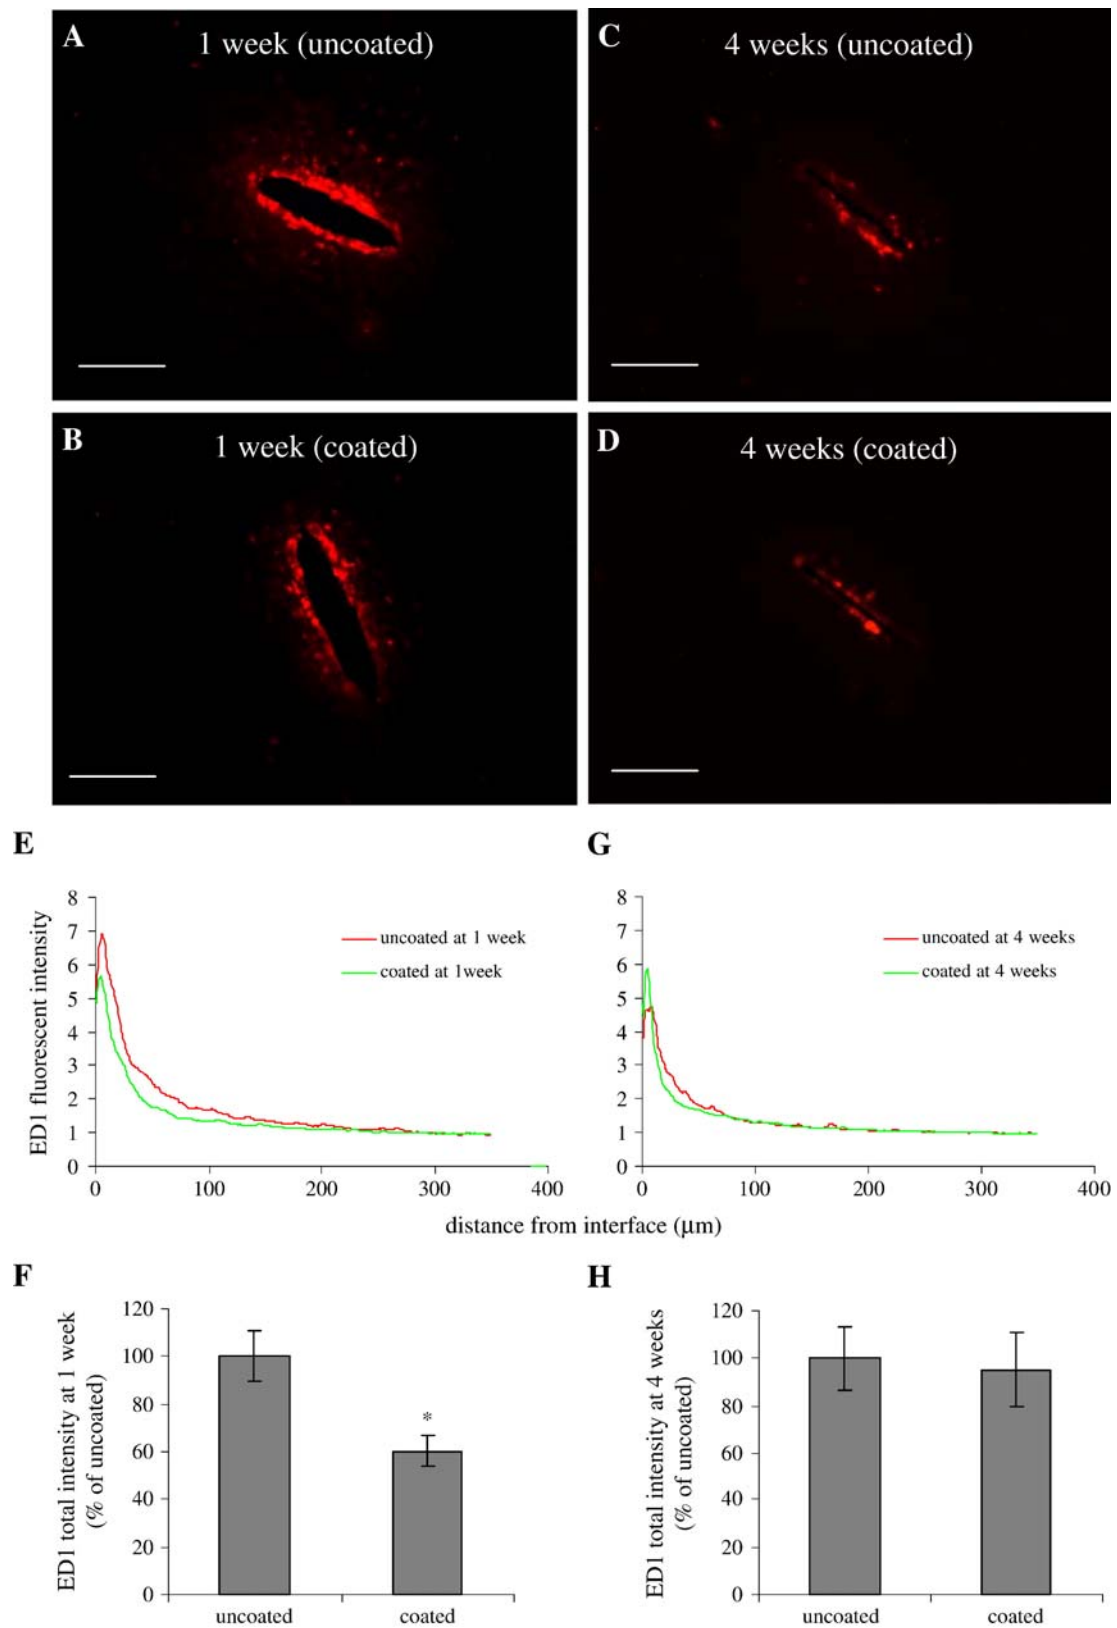 A
1 week (uncoated)
C
4 weeks (uncoated)
B
1 week (coated)
D
4 weeks (coated)
E
8
7
6
5
4
3
2
1
0
ED1 fluorescent intensity
uncoated at 1 week
coated at 1week
0
100
200
300
400
G
8
7
6
5
4
3
2
1
0
uncoated at 4 weeks
coated at 4 weeks
0
100
200
300
400
distance from interface (μm)
F
ED1 total intensity at 1 week
(% of uncoated)
120
100
80
60
40
20
0
*
uncoated
coated
H
ED1 total intensity at 4 weeks
(% of uncoated)
120
100
80
60
40
20
0
uncoated
coated